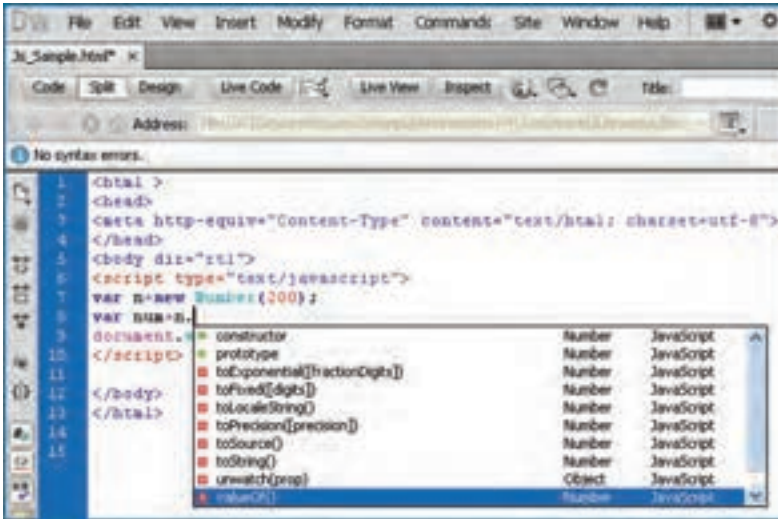 DW File Edit View Insert Modify Format Commands Site Window Help
Js_Sample.html* ×
Code Split Design Live Code Live View Inspect Title:
Address:
No syntax errors.
1 <html >
2 <head>
3 <meta http-equiv="Content-Type" content="text/html; charset=utf-8">
4 </head>
5 <body dir="rtl">
6 <script type="text/javascript">
7 var n=new Number(200);
8 var num=n.
9 document.
10 </script>
11
12 </body>
13 </html>
14
15
constructor Number JavaScript
prototype Number JavaScript
toExponential([fractionDigits]) Number JavaScript
toFixed([digits]) Number JavaScript
toLocaleString() Number JavaScript
toPrecision([precision]) Number JavaScript
toSource() Number JavaScript
toString() Number JavaScript
unwatch(prop) Object JavaScript
valueOf() Number JavaScript